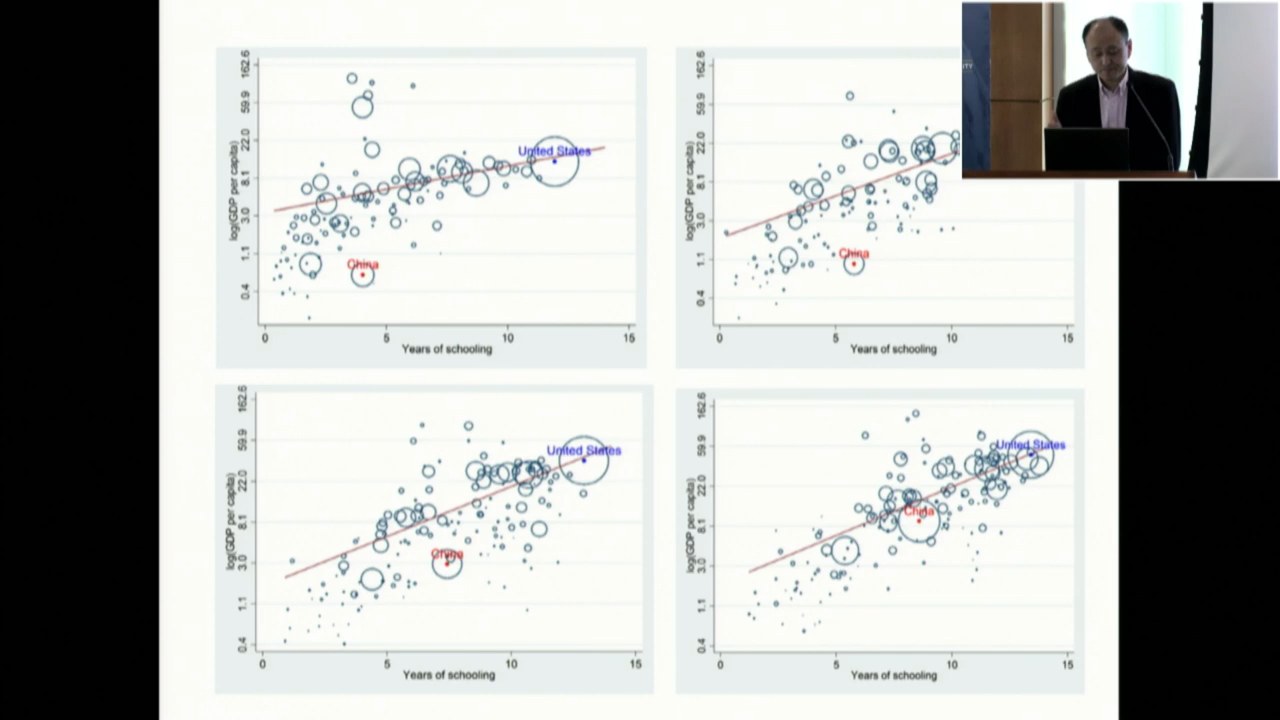 log(GDP per capita)
162.6
59.9
22.0
8.1
3.0
1.1
0.4
United States
China
0
5
10
15
Years of schooling
log(GDP per capita)
162.6
59.9
22.0
8.1
3.0
1.1
0.4
China
0
5
10
15
Years of schooling
log(GDP per capita)
162.6
59.9
22.0
8.1
3.0
1.1
0.4
United States
China
0
5
10
15
Years of schooling
log(GDP per capita)
162.6
59.9
22.0
8.1
3.0
1.1
0.4
United States
China
0
5
10
15
Years of schooling